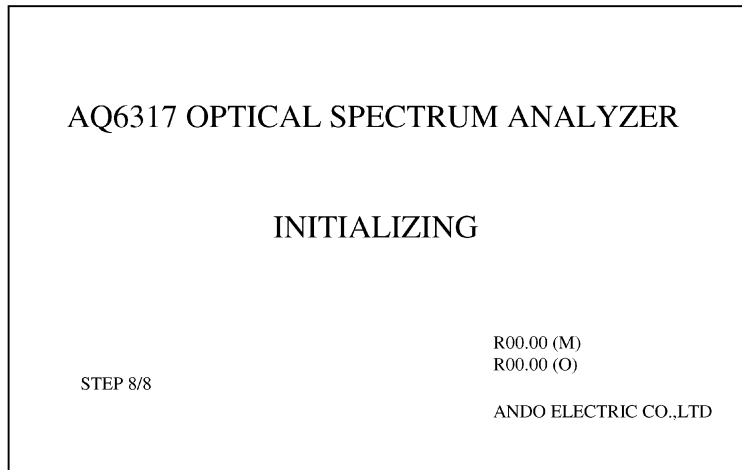 AQ6317 OPTICAL SPECTRUM ANALYZER
INITIALIZING
R00.00 (M)
R00.00 (O)
STEP 8/8
ANDO ELECTRIC CO.,LTD